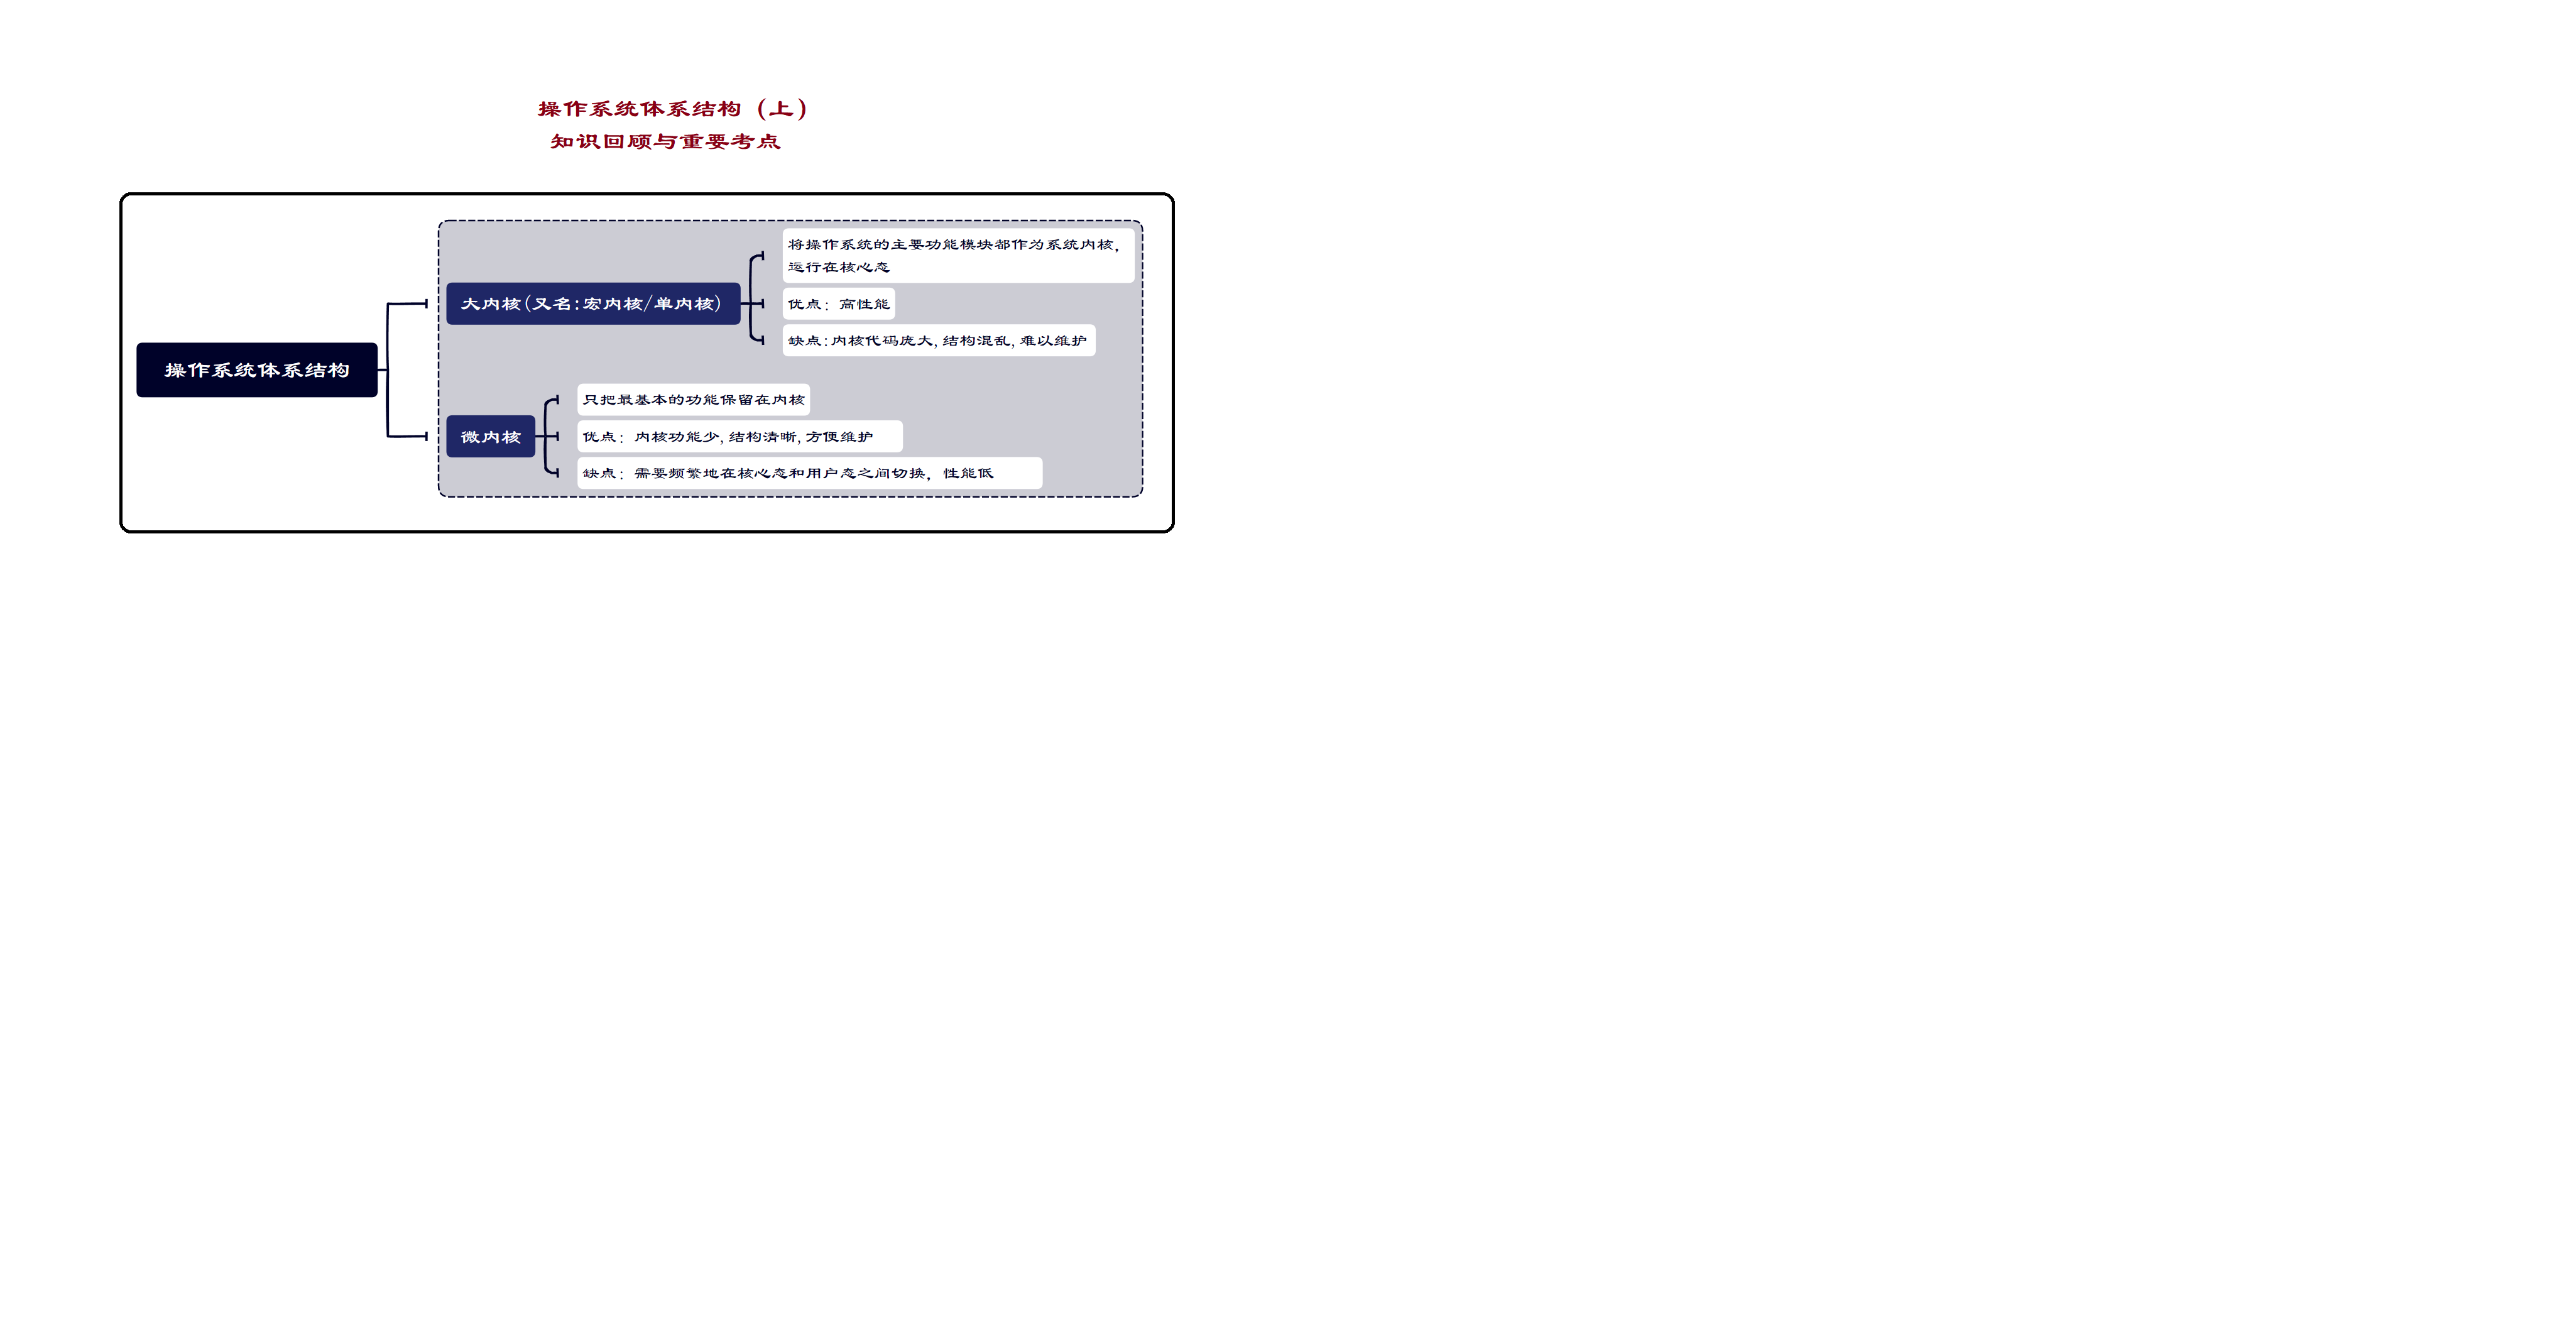 操作系统体系结构（上）
知识回顾与重要考点
操作系统体系结构
大内核(又名:宏内核/单内核)
将操作系统的主要功能模块都作为系统内核，
运行在核心态
优点：高性能
缺点:内核代码庞大,结构混乱,难以维护
微内核
只把最基本的功能保留在内核
优点：内核功能少,结构清晰,方便维护
缺点：需要频繁地在核心态和用户态之间切换，性能低